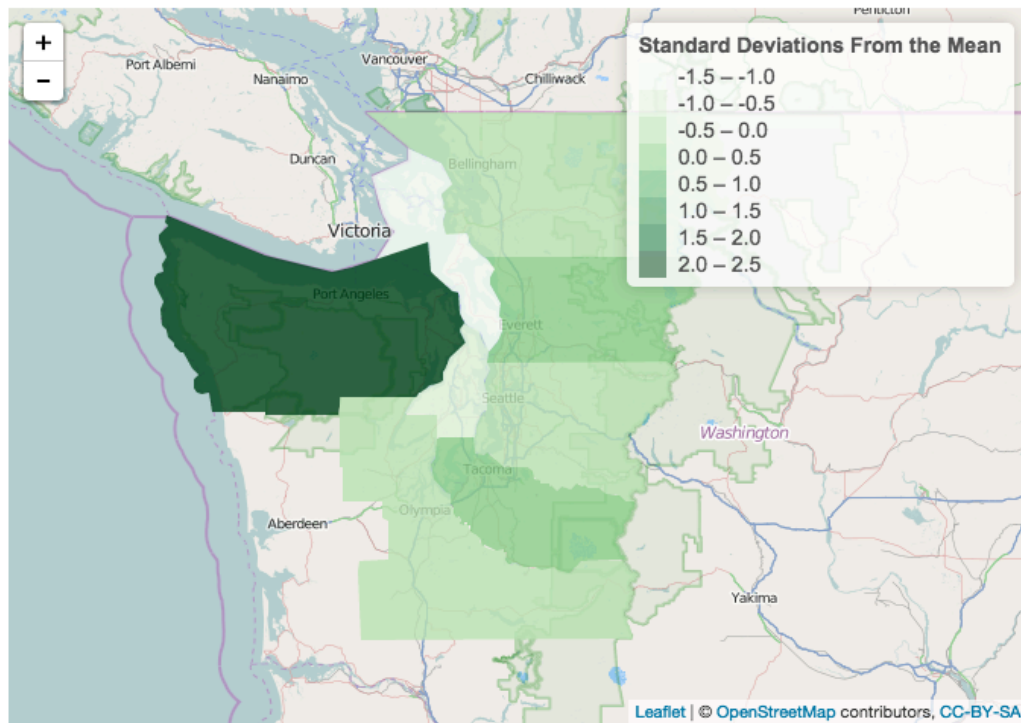 Penticton
+
−
Port Alberni
Nanaimo
Vancouver
Chilliwack
Standard Deviations From the Mean
-1.5 – -1.0
-1.0 – -0.5
-0.5 – 0.0
0.0 – 0.5
0.5 – 1.0
1.0 – 1.5
1.5 – 2.0
2.0 – 2.5
Duncan
Bellingham
Victoria
Port Angeles
Everett
Seattle
Washington
Tacoma
Olympia
Aberdeen
Yakima
Leaflet | © OpenStreetMap contributors, CC-BY-SA